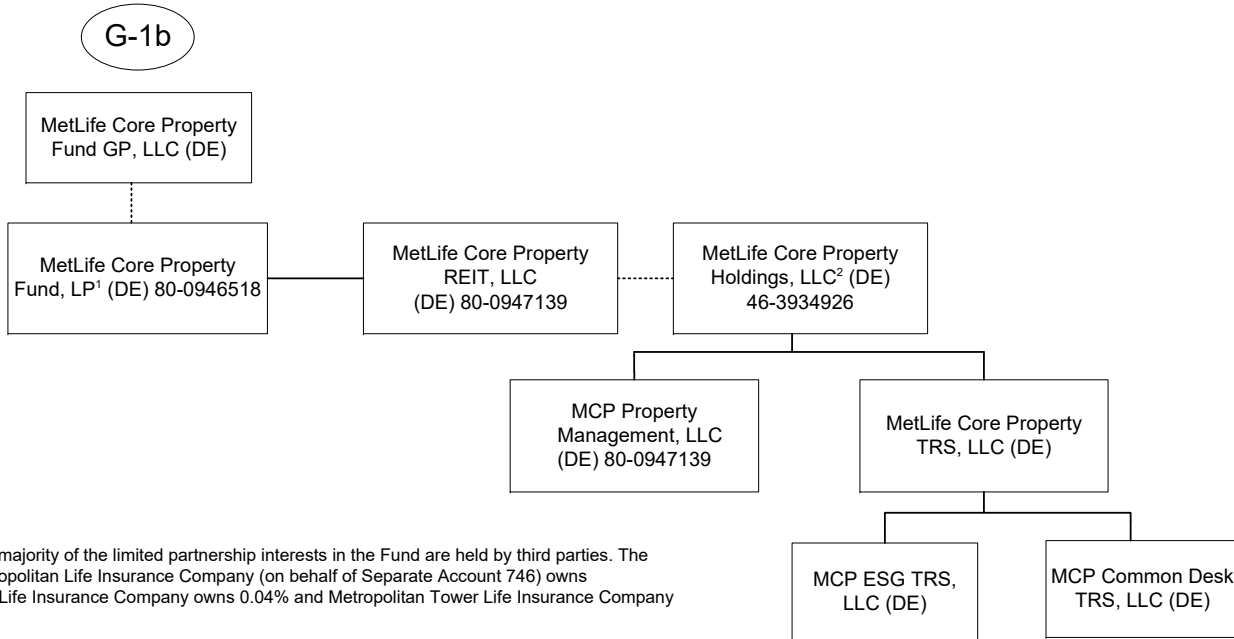 G-1b
MetLife Core Property
Fund GP, LLC (DE)
MetLife Core Property
Fund, LP¹ (DE) 80-0946518
MetLife Core Property
REIT, LLC
(DE) 80-0947139
MetLife Core Property
Holdings, LLC² (DE)
46-3934926
MCP Property
Management, LLC
(DE) 80-0947139
MetLife Core Property
TRS, LLC (DE)
majority of the limited partnership interests in the Fund are held by third parties. The
opolitan Life Insurance Company (on behalf of Separate Account 746) owns
Life Insurance Company owns 0.04% and Metropolitan Tower Life Insurance Company
MCP ESG TRS,
LLC (DE)
MCP Common Desk
TRS, LLC (DE)